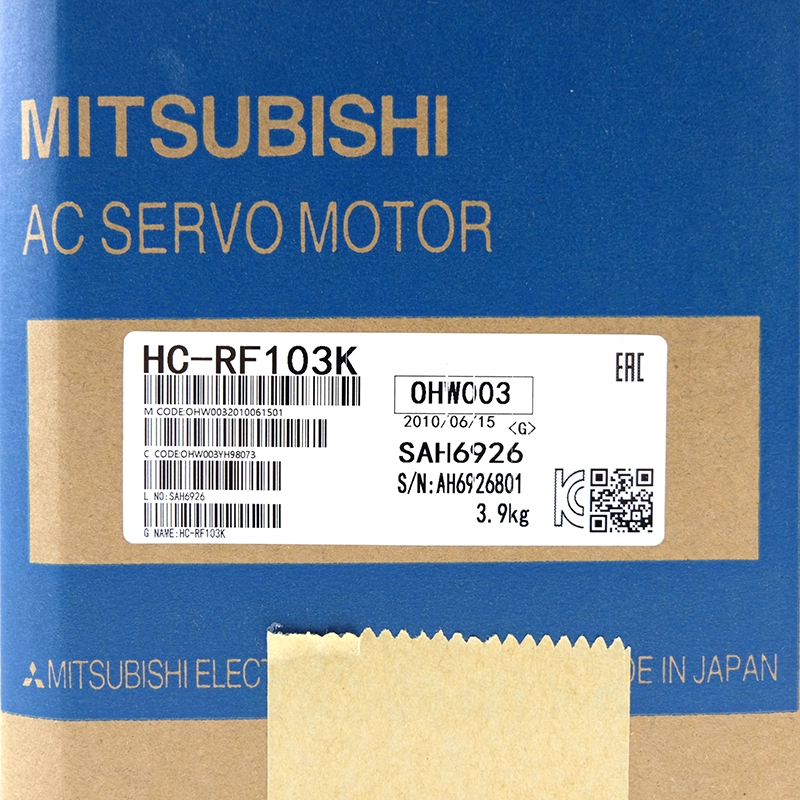 MITSUBISHI
AC SERVO MOTOR
HC-RF103K
EAC
M CODE:OHW0032010061501
OHW003
2010/06/15 <G>
C CODE:OHW003YH98073
SAH6926
L NO:SAH6926
S/N:AH6926801
G NAME:HC-RF103K
3.9kg
MITSUBISHI ELECT
DE IN JAPAN